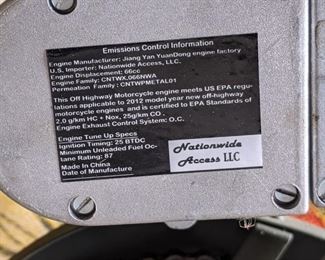 Emissions Control Information
Engine Manufacturer: Jiang Yan YuanDong engine factory
U.S. Importer: Nationwide Access, LLC.
Engine Displacement: 66cc
Engine Family: CNTWX.066NWA
Permeation Family: CNTWPMETAL01
This Off Highway Motorcycle engine meets US EPA regu-
lations applicable to 2012 model year new off-highway
motorcycle engines and is certified to EPA Standards of
2.0 g/km HC + Nox, 25g/km CO .
Engine Exhaust Control System: O.C.
Engine Tune Up Specs
Ignition Timing: 25 BTDC
Minimum Unleaded Fuel Oc-
tane Rating: 87
Made In China
Date of Manufacture
Nationwide
Access LLC